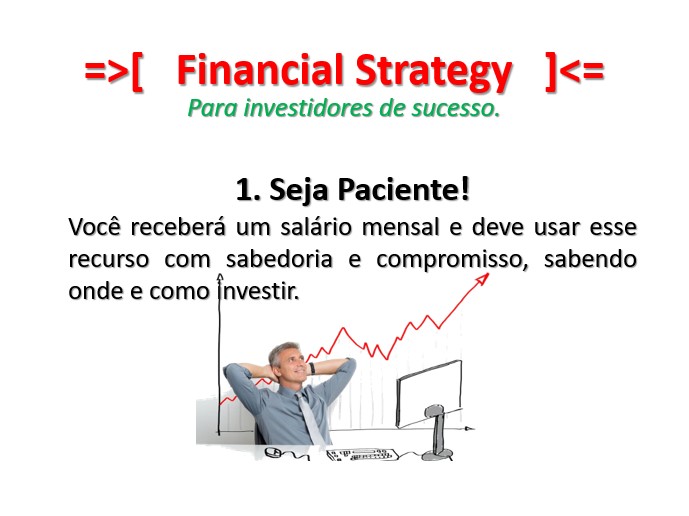 =>[ Financial Strategy ]<=
Para investidores de sucesso.
1. Seja Paciente!
Você receberá um salário mensal e deve usar esse
recurso com sabedoria e compromisso, sabendo
onde e como investir.